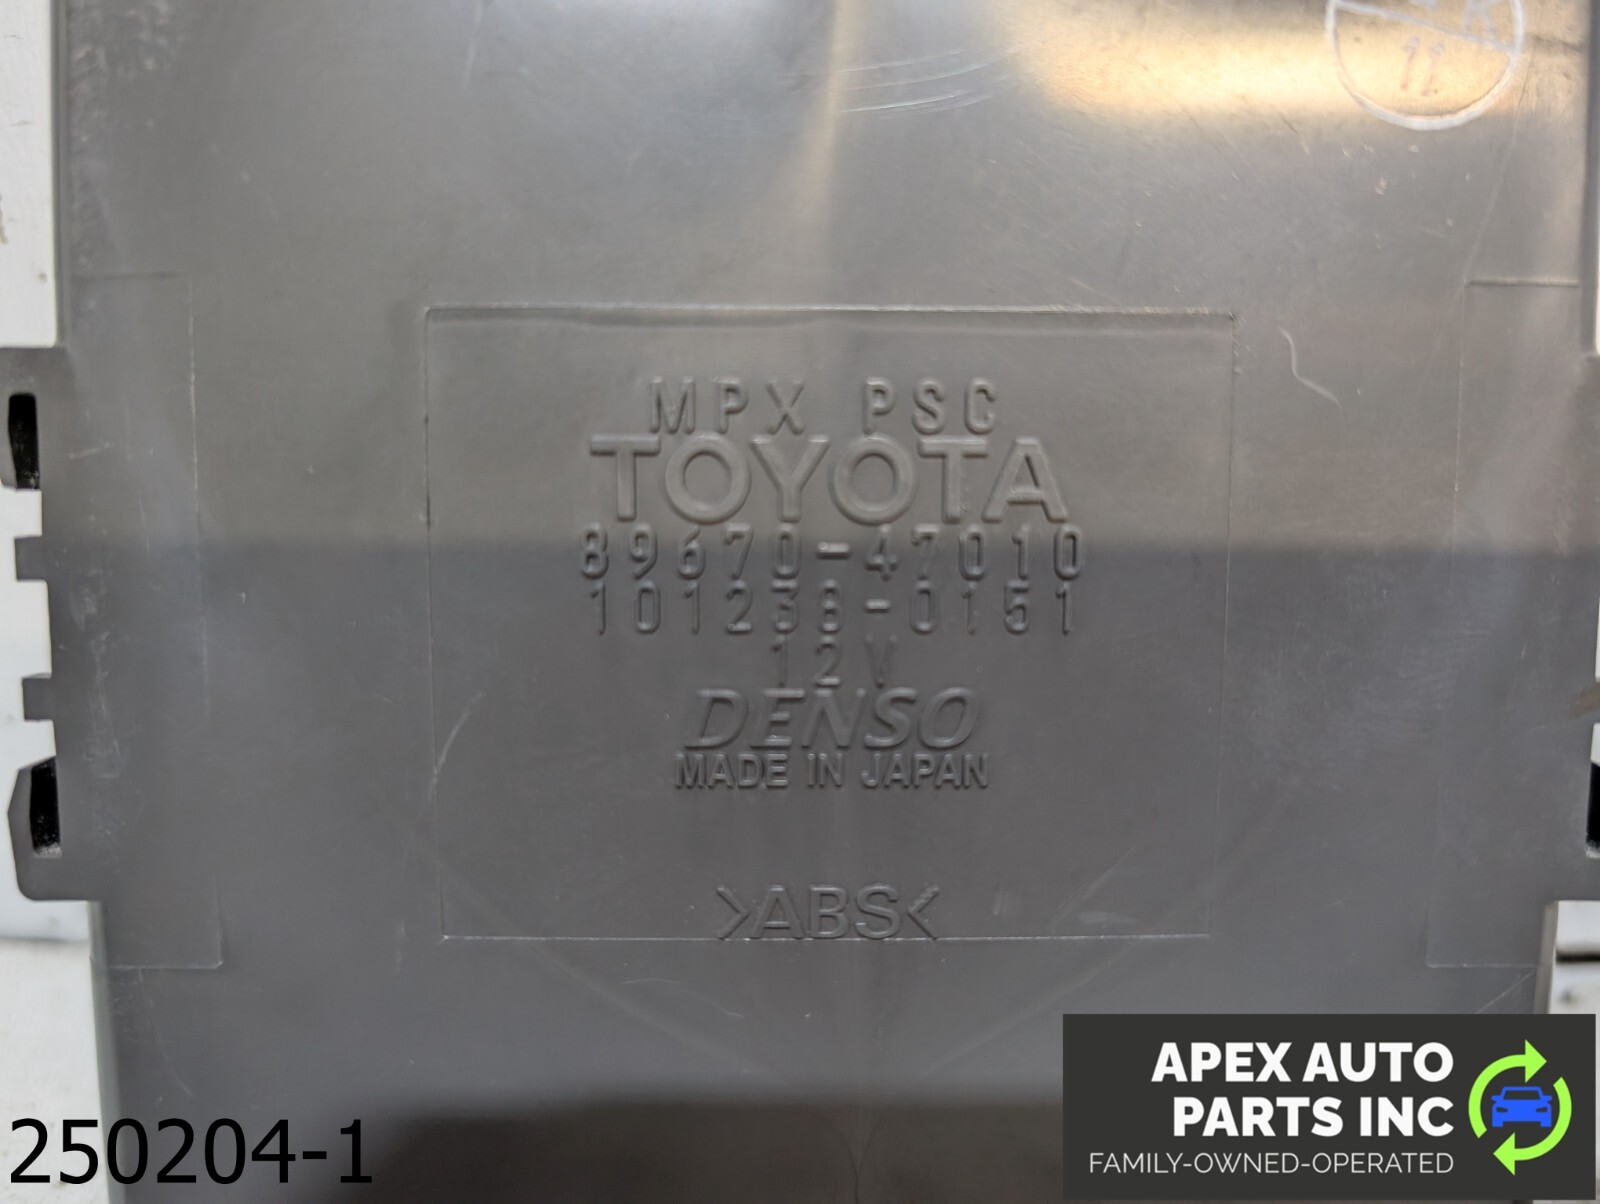 12
MPX PSC
TOYOTA
89670-47010
101238-0151
12V
DENSO
MADE IN JAPAN
>ABS<
250204-1
APEX AUTO
PARTS INC
FAMILY-OWNED-OPERATED